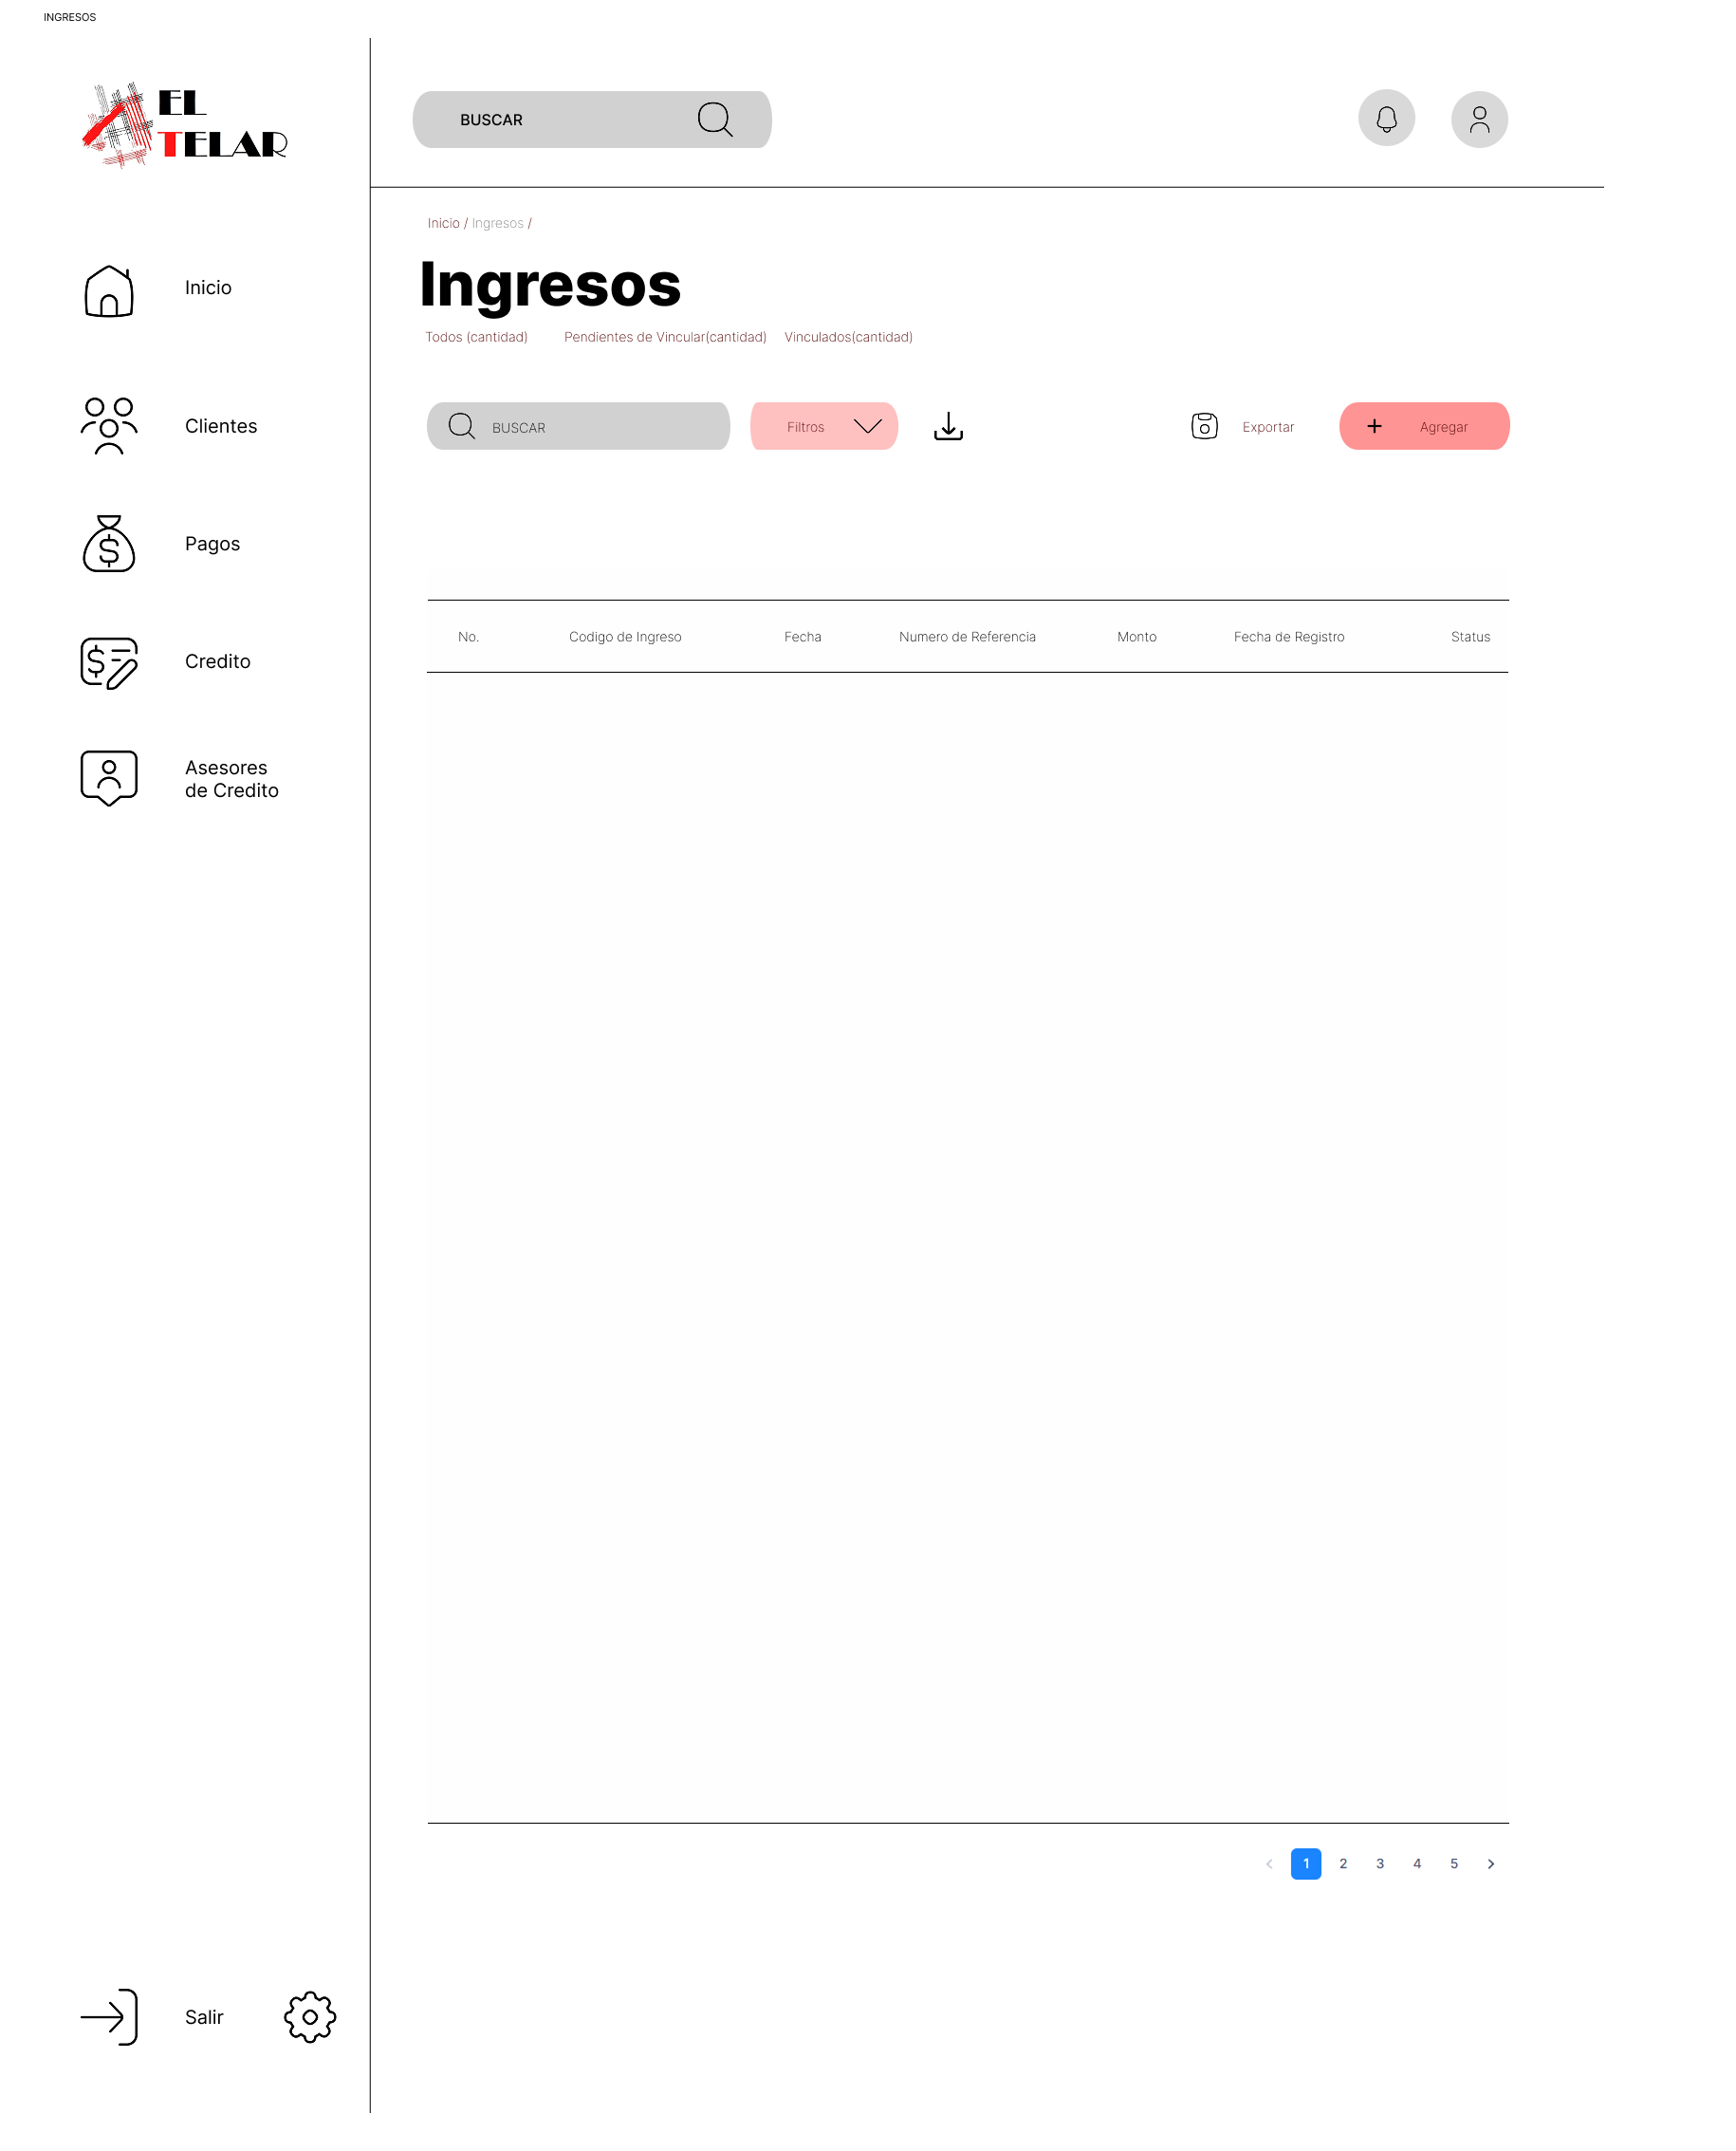 INGRESOS
EL
TELAR
BUSCAR
Inicio / Ingresos /
Ingresos
Todos (cantidad) Pendientes de Vincular(cantidad) Vinculados(cantidad)
BUSCAR Filtros Exportar + Agregar
No. Codigo de Ingreso Fecha Numero de Referencia Monto Fecha de Registro Status
Inicio
Clientes
Pagos
Credito
Asesores
de Credito
1 2 3 4 5
Salir